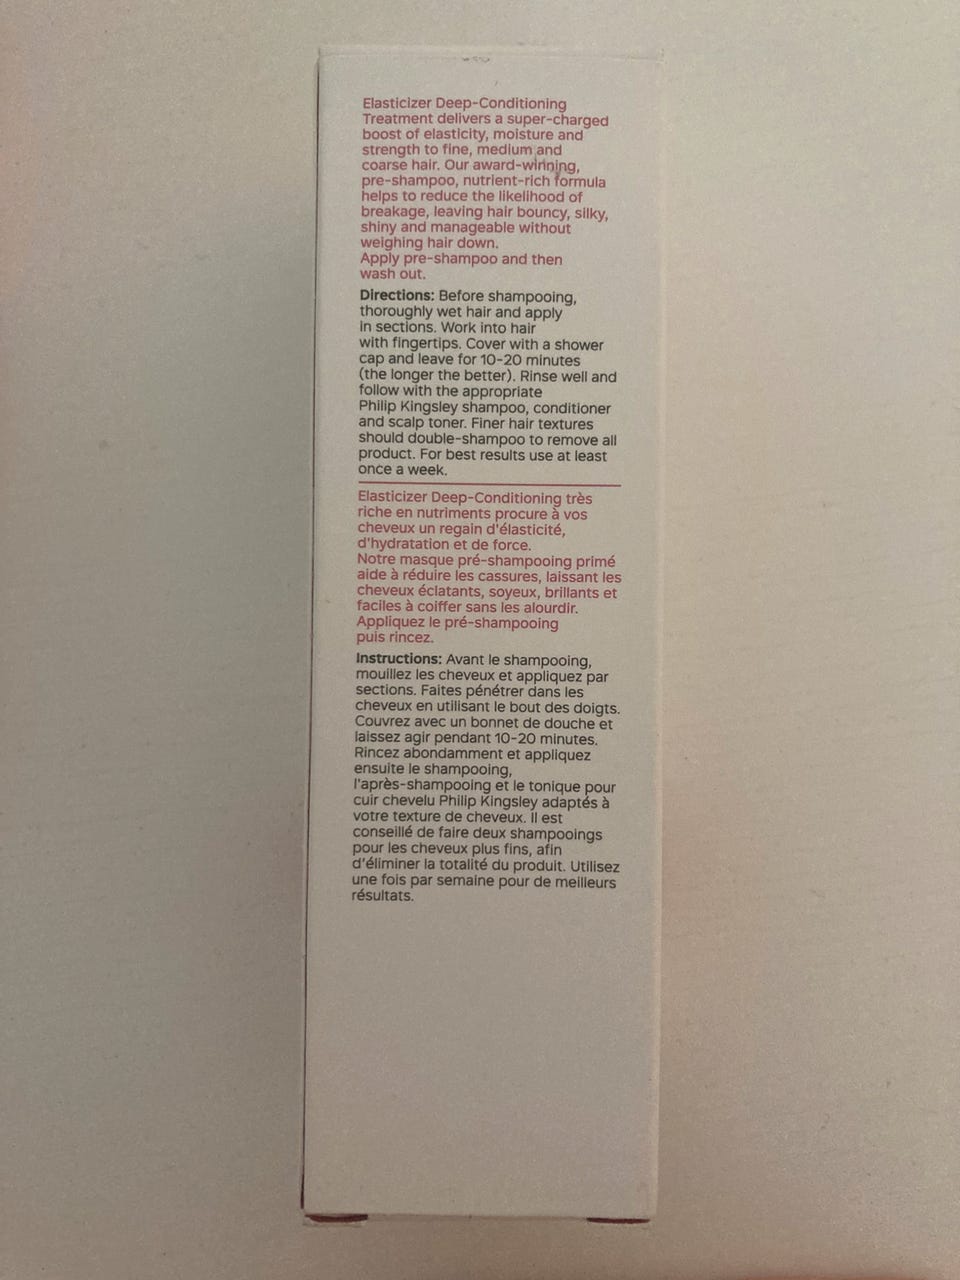 Elasticizer Deep-Conditioning
Treatment delivers a super-charged
boost of elasticity, moisture and
strength to fine, medium and
coarse hair. Our award-winning,
pre-shampoo, nutrient-rich formula
helps to reduce the likelihood of
breakage, leaving hair bouncy, silky,
shiny and manageable without
weighing hair down.
Apply pre-shampoo and then
wash out.
Directions: Before shampooing,
thoroughly wet hair and apply
in sections. Work into hair
with fingertips. Cover with a shower
cap and leave for 10-20 minutes
(the longer the better). Rinse well and
follow with the appropriate
Philip Kingsley shampoo, conditioner
and scalp toner. Finer hair textures
should double-shampoo to remove all
product. For best results use at least
once a week.
Elasticizer Deep-Conditioning très
riche en nutriments procure à vos
cheveux un regain d'élasticité,
d'hydratation et de force.
Notre masque pré-shampooing primé
aide à réduire les cassures, laissant les
cheveux éclatants, soyeux, brillants et
faciles à coiffer sans les alourdir.
Appliquez le pré-shampooing
puis rincez.
Instructions: Avant le shampooing,
mouillez les cheveux et appliquez par
sections. Faites pénétrer dans les
cheveux en utilisant le bout des doigts.
Couvrez avec un bonnet de douche et
laissez agir pendant 10-20 minutes.
Rincez abondamment et appliquez
ensuite le shampooing,
l'après-shampooing et le tonique pour
cuir chevelu Philip Kingsley adaptés à
votre texture de cheveux. Il est
conseillé de faire deux shampooings
pour les cheveux plus fins, afin
d'éliminer la totalité du produit. Utilisez
une fois par semaine pour de meilleurs
résultats.